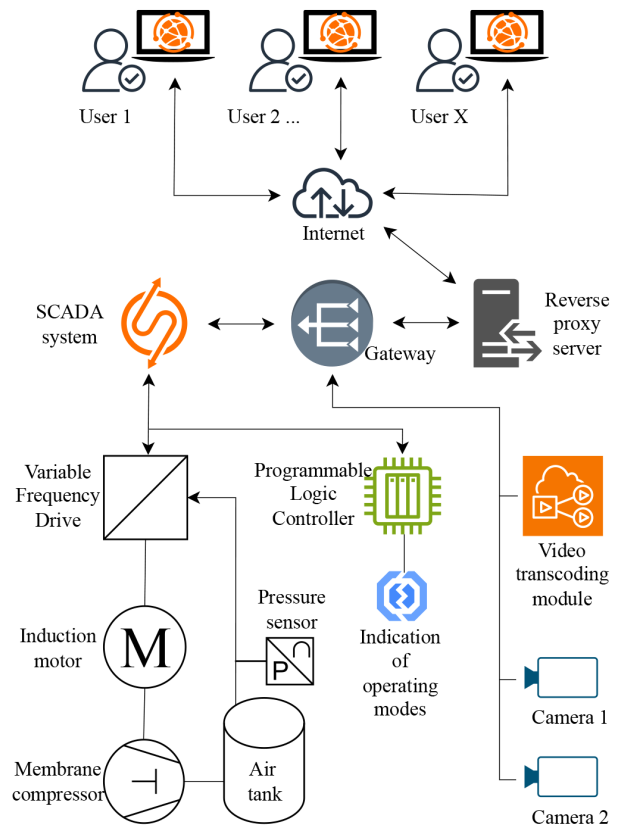 User 1
User 2 ...
User X
Internet
SCADA
system
Gateway
Reverse
proxy
server
Variable
Frequency
Drive
Programmable
Logic
Controller
Video
transcoding
module
Induction
motor
M
Pressure
sensor
P
Indication
of
operating
modes
Camera 1
Membrane
compressor
Air
tank
Camera 2